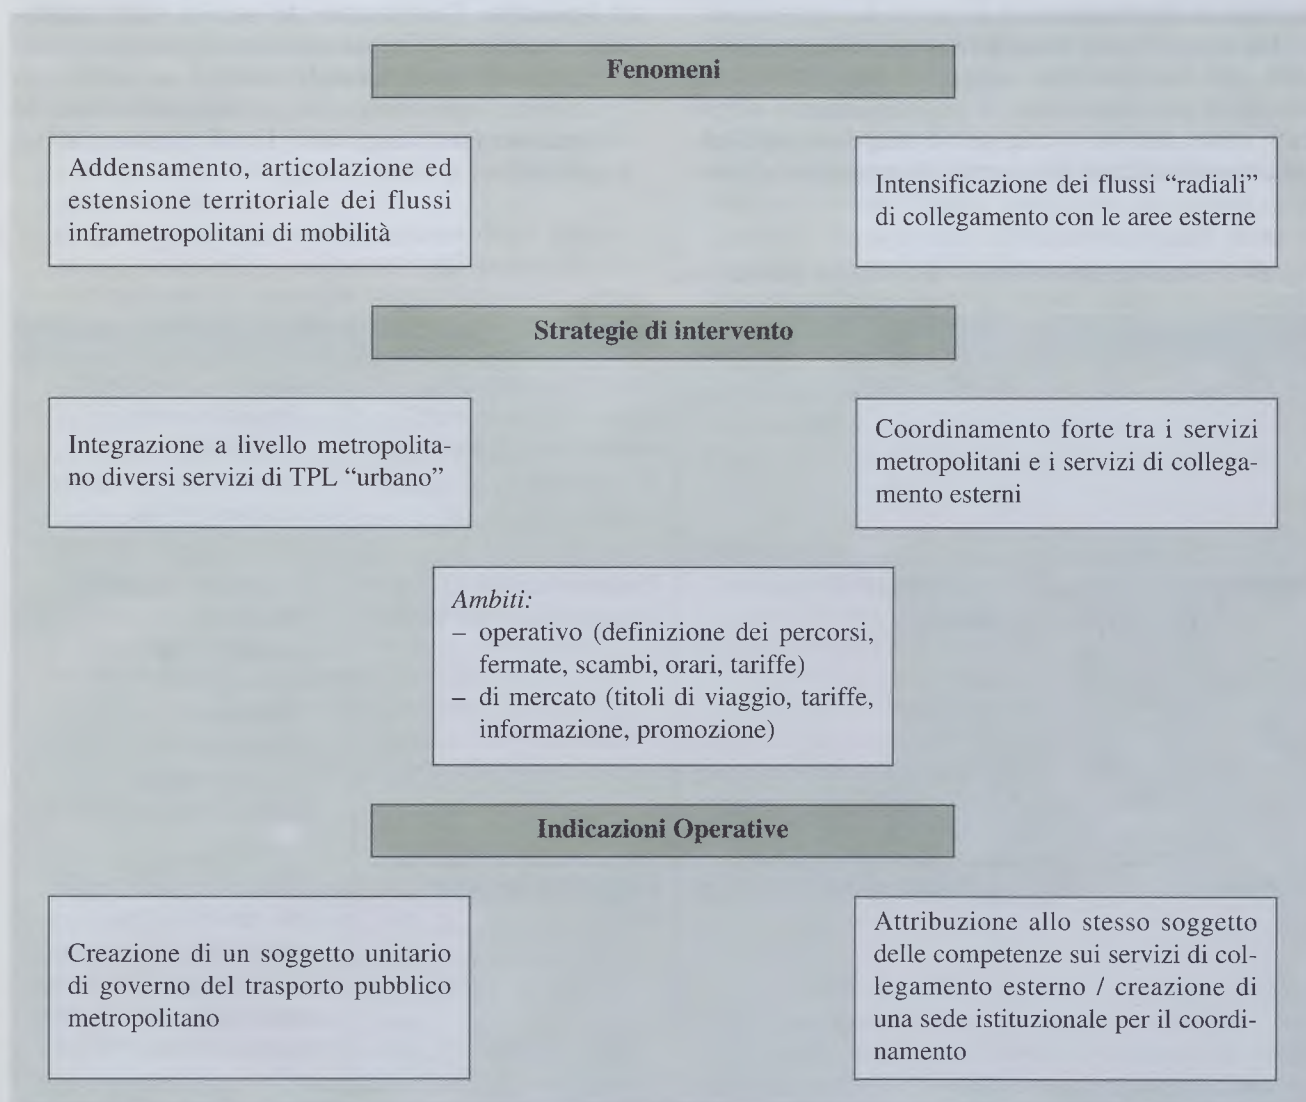 Fenomeni
Addensamento, articolazione ed
estensione territoriale dei flussi
inframetropolitani di mobilità
Intensificazione dei flussi “radiali”
di collegamento con le aree esterne
Strategie di intervento
Integrazione a livello metropolita-
no diversi servizi di TPL “urbano”
Coordinamento forte tra i servizi
metropolitani e i servizi di collega-
mento esterni
Ambiti:
– operativo (definizione dei percorsi,
fermate, scambi, orari, tariffe)
– di mercato (titoli di viaggio, tariffe,
informazione, promozione)
Indicazioni Operative
Creazione di un soggetto unitario
di governo del trasporto pubblico
metropolitano
Attribuzione allo stesso soggetto
delle competenze sui servizi di col-
legamento esterno / creazione di
una sede istituzionale per il coordi-
namento